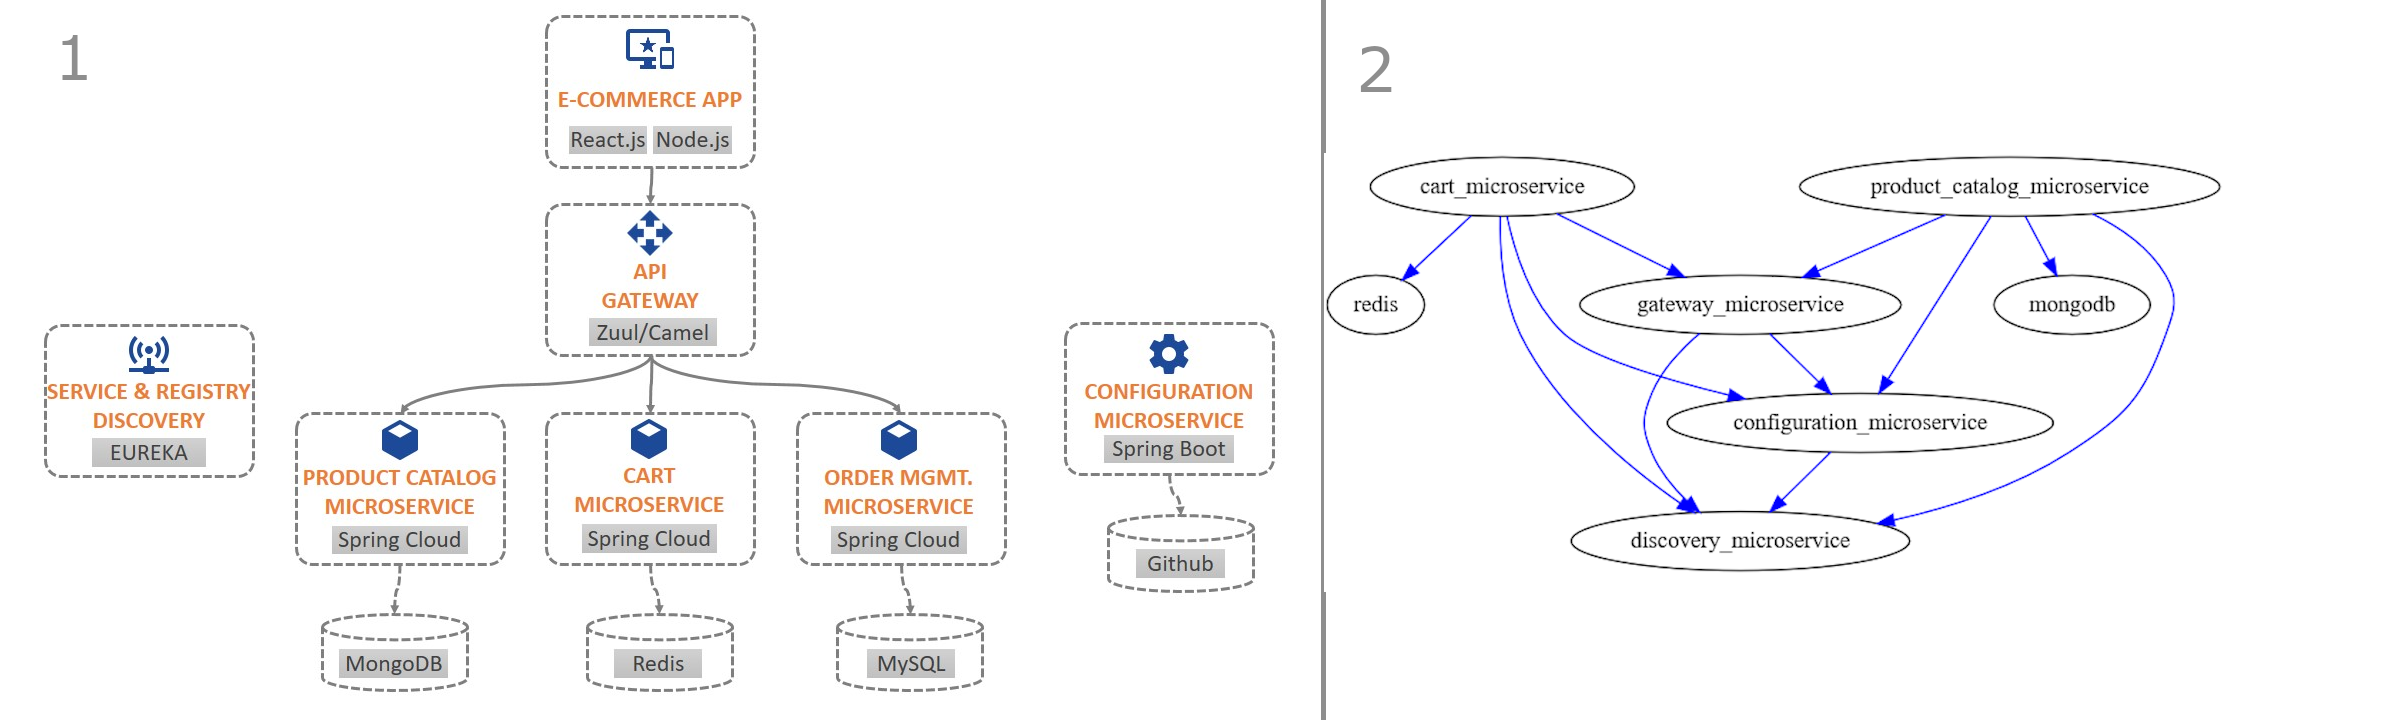 1
E-COMMERCE APP
React.js Node.js
API
GATEWAY
Zuul/Camel
SERVICE & REGISTRY
DISCOVERY
EUREKA
PRODUCT CATALOG
MICROSERVICE
Spring Cloud
CART
MICROSERVICE
Spring Cloud
ORDER MGMT.
MICROSERVICE
Spring Cloud
CONFIGURATION
MICROSERVICE
Spring Boot
Github
MongoDB
Redis
MySQL
2
cart_microservice
product_catalog_microservice
redis
gateway_microservice
mongodb
configuration_microservice
discovery_microservice